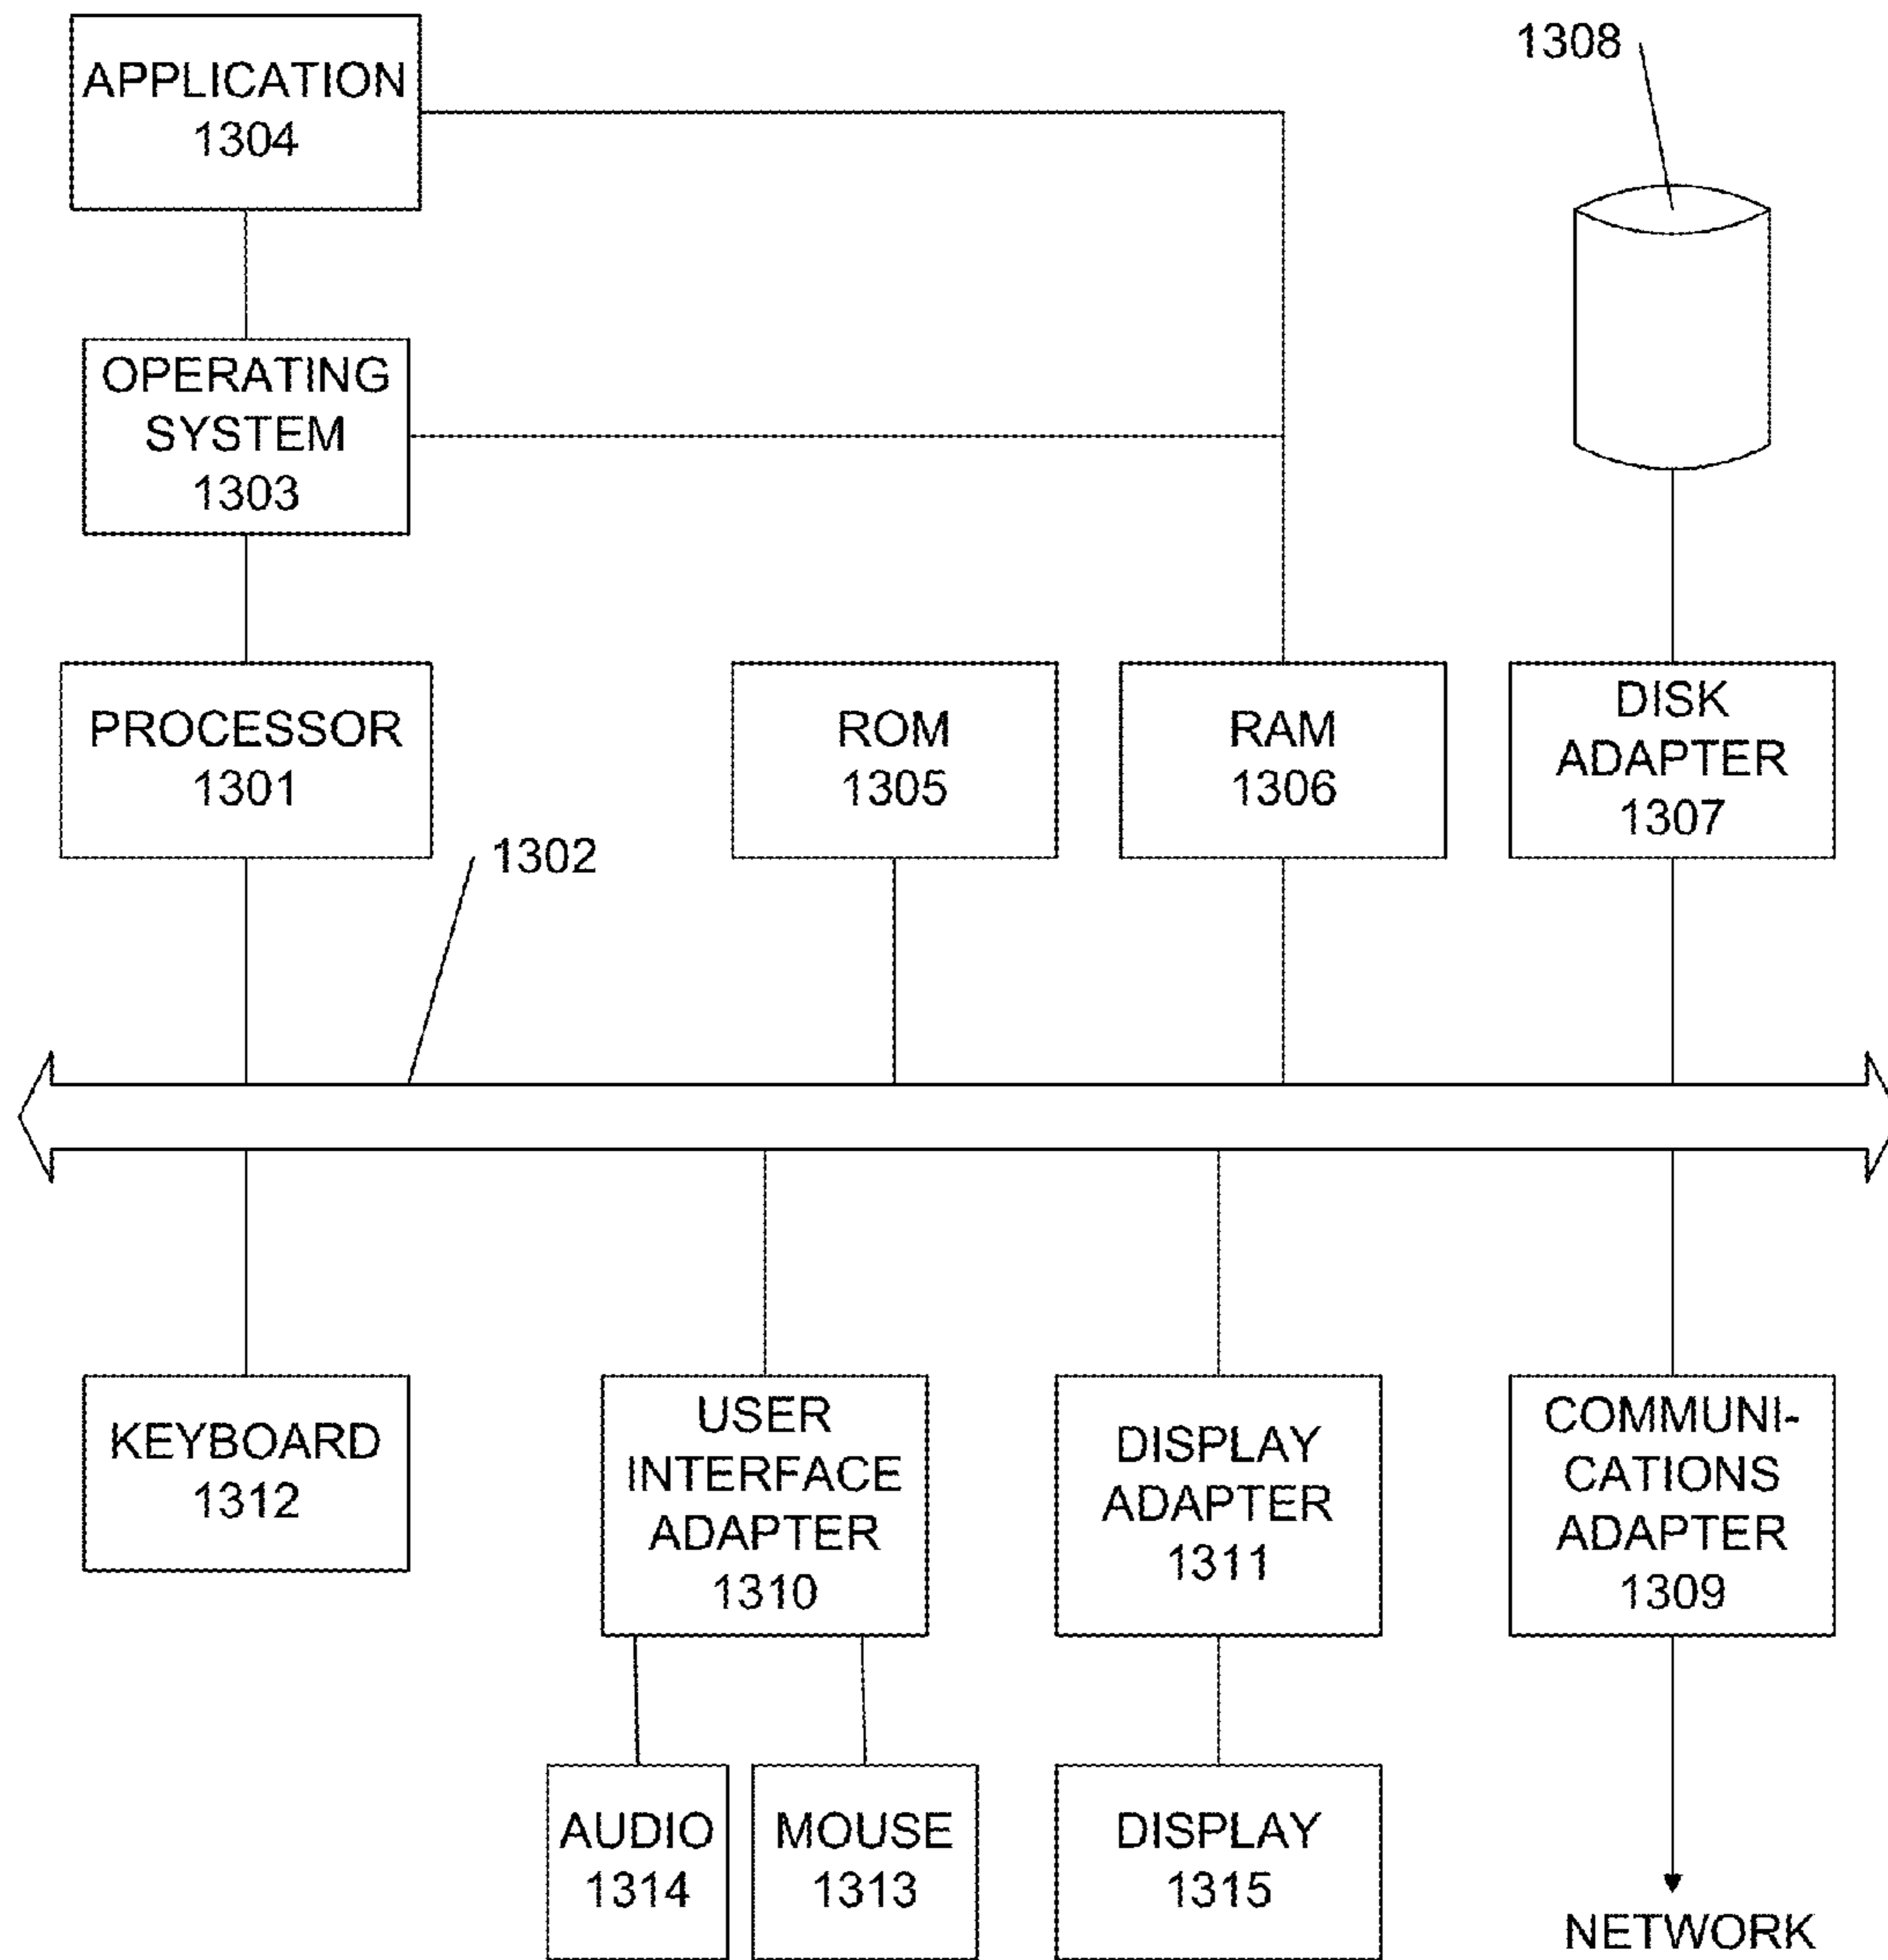 APPLICATION
1304
1308
OPERATING
SYSTEM
1303
PROCESSOR
1301
ROM
1305
RAM
1306
DISK
ADAPTER
1307
1302
KEYBOARD
1312
USER
INTERFACE
ADAPTER
1310
DISPLAY
ADAPTER
1311
COMMUNI-
CATIONS
ADAPTER
1309
AUDIO
1314
MOUSE
1313
DISPLAY
1315
NETWORK